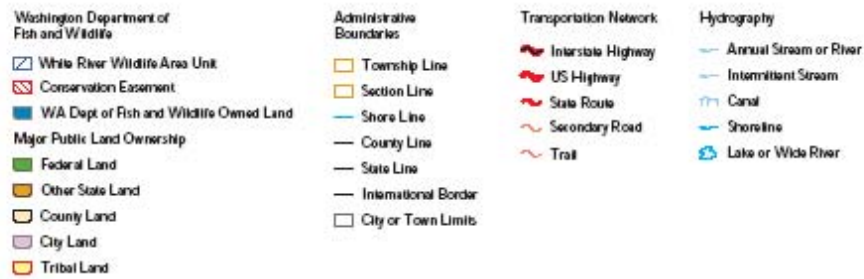 Washington Department of
Fish and Wildlife
White River Wildlife Area Unit
Conservation Easement
WA Dept of Fish and Wildlife Owned Land
Major Public Land Ownership
Federal Land
Other State Land
County Land
City Land
Tribal Land
Administrative
Boundaries
Township Line
Section Line
Shore Line
County Line
State Line
International Border
City or Town Limits
Transportation Network
Interstate Highway
US Highway
State Route
Secondary Road
Trail
Hydrography
Annual Stream or River
Intermittent Stream
Canal
Shoreline
Lake or Wide River